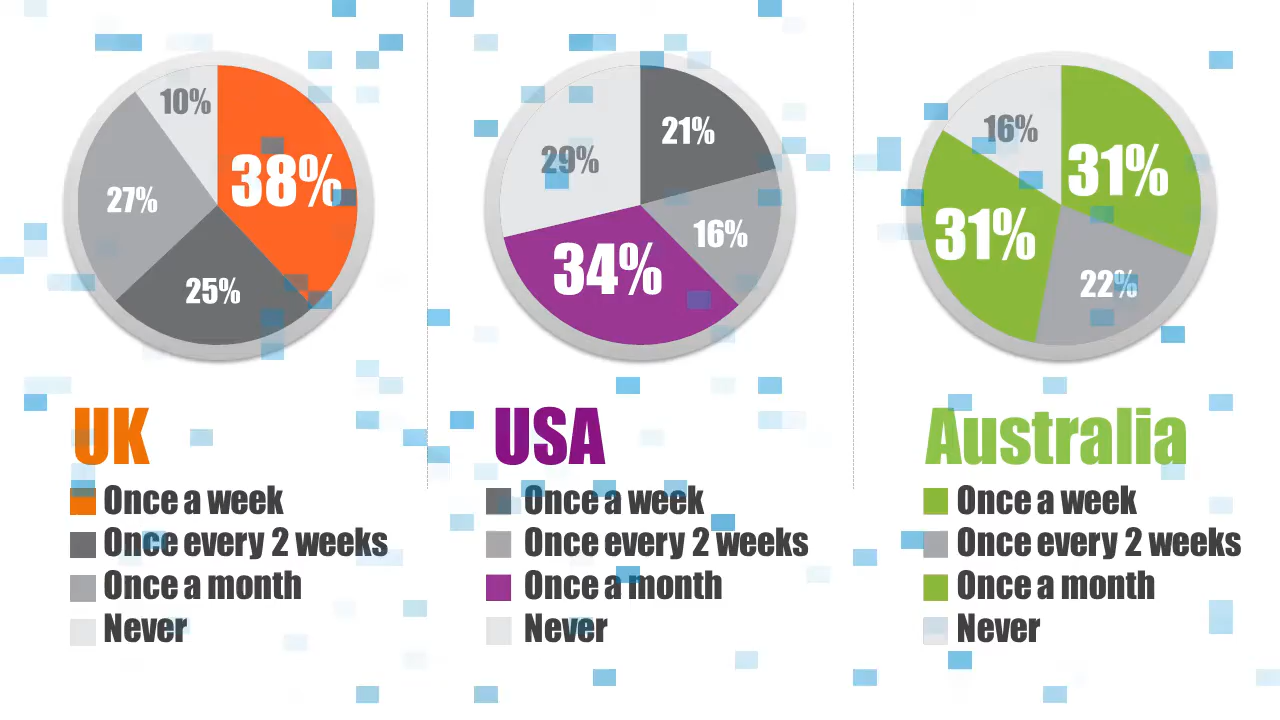 10%
38%
27%
25%
UK
Once a week
Once every 2 weeks
Once a month
Never
21%
29%
16%
34%
USA
Once a week
Once every 2 weeks
Once a month
Never
16%
31%
31%
22%
Australia
Once a week
Once every 2 weeks
Once a month
Never